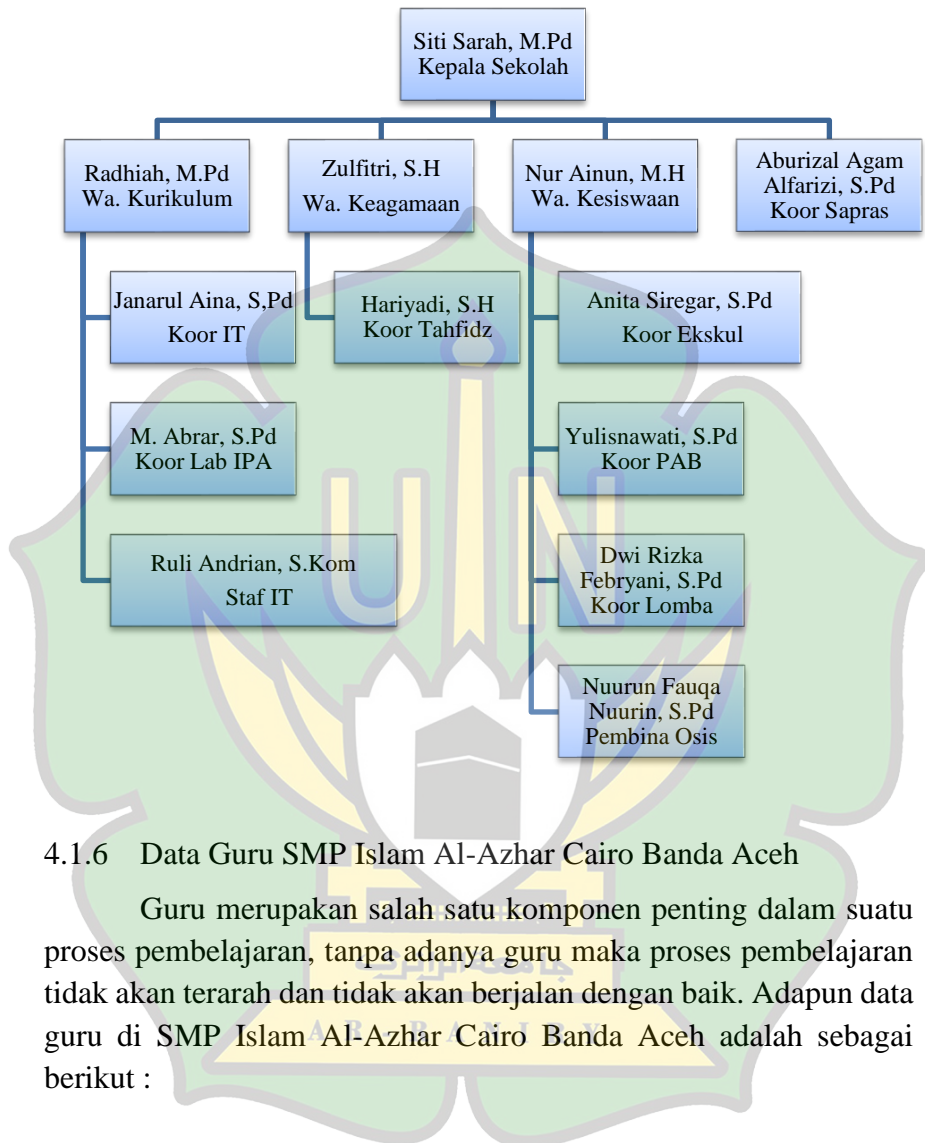 Siti Sarah, M.Pd
Kepala Sekolah
Radhiah, M.Pd
Wa. Kurikulum
Zulfitri, S.H
Wa. Keagamaan
Nur Ainun, M.H
Wa. Kesiswaan
Aburizal Agam
Alfarizi, S.Pd
Koor Sapras
Janarul Aina, S,Pd
Koor IT
M. Abrar, S.Pd
Koor Lab IPA
Ruli Andrian, S.Kom
Staf IT
Hariyadi, S.H
Koor Tahfidz
Anita Siregar, S.Pd
Koor Ekskul
Yulisnawati, S.Pd
Koor PAB
Dwi Rizka
Febryani, S.Pd
Koor Lomba
Nuurun Fauqa
Nuurin, S.Pd
Pembina Osis
UIN
4.1.6 Data Guru SMP Islam Al-Azhar Cairo Banda Aceh
Guru merupakan salah satu komponen penting dalam suatu
proses pembelajaran, tanpa adanya guru maka proses pembelajaran
جامعة الرانري
tidak akan terarah dan tidak akan berjalan dengan baik. Adapun data
guru di SMP Islam Al-Azhar Cairo Banda Aceh adalah sebagai
AR-RANIRY
berikut :